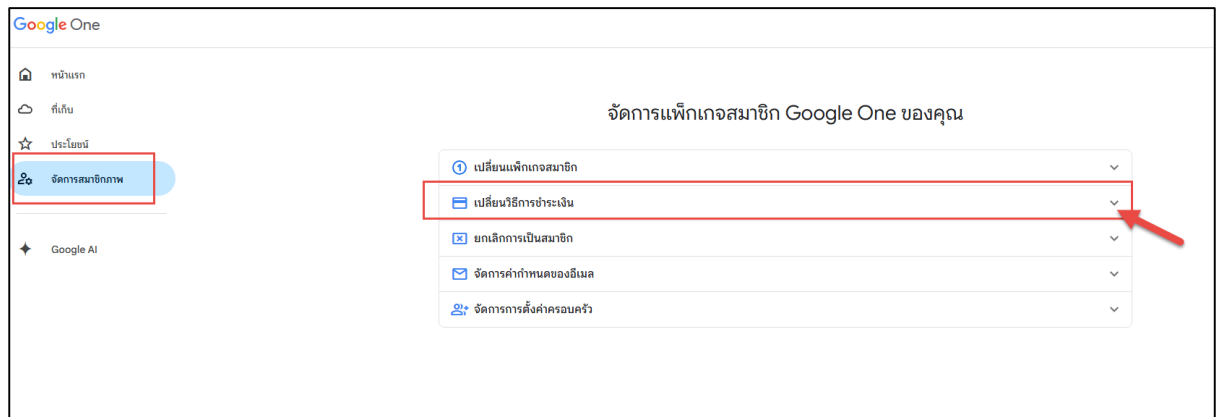 Google One
หน้าแรก
ที่เก็บ
ประโยชน์
จัดการสมาชิกภาพ
Google AI
จัดการแพ็กเกจสมาชิก Google One ของคุณ
เปลี่ยนแพ็กเกจสมาชิก
เปลี่ยนวิธีการชำระเงิน
ยกเลิกการเป็นสมาชิก
จัดการค่ากำหนดของอีเมล
จัดการการตั้งค่าครอบครัว